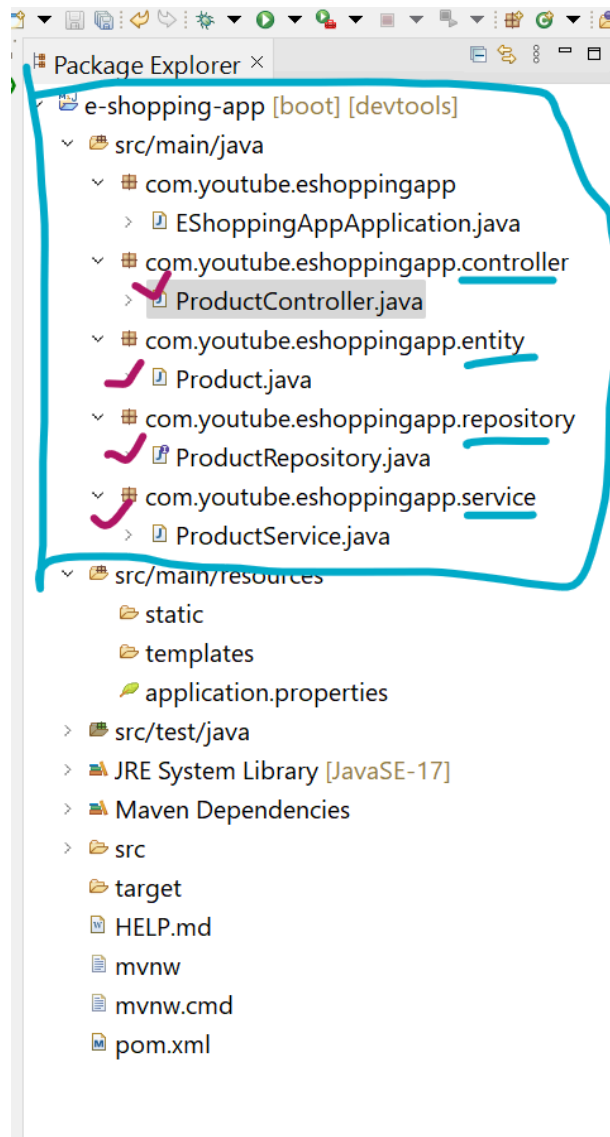 Package Explorer ×
e-shopping-app [boot] [devtools]
src/main/java
com.youtube.eshoppingapp
EShoppingAppApplication.java
com.youtube.eshoppingapp.controller
ProductController.java
com.youtube.eshoppingapp.entity
Product.java
com.youtube.eshoppingapp.repository
ProductRepository.java
com.youtube.eshoppingapp.service
ProductService.java
src/main/resources
static
templates
application.properties
src/test/java
JRE System Library [JavaSE-17]
Maven Dependencies
src
target
HELP.md
mvnw
mvnw.cmd
pom.xml